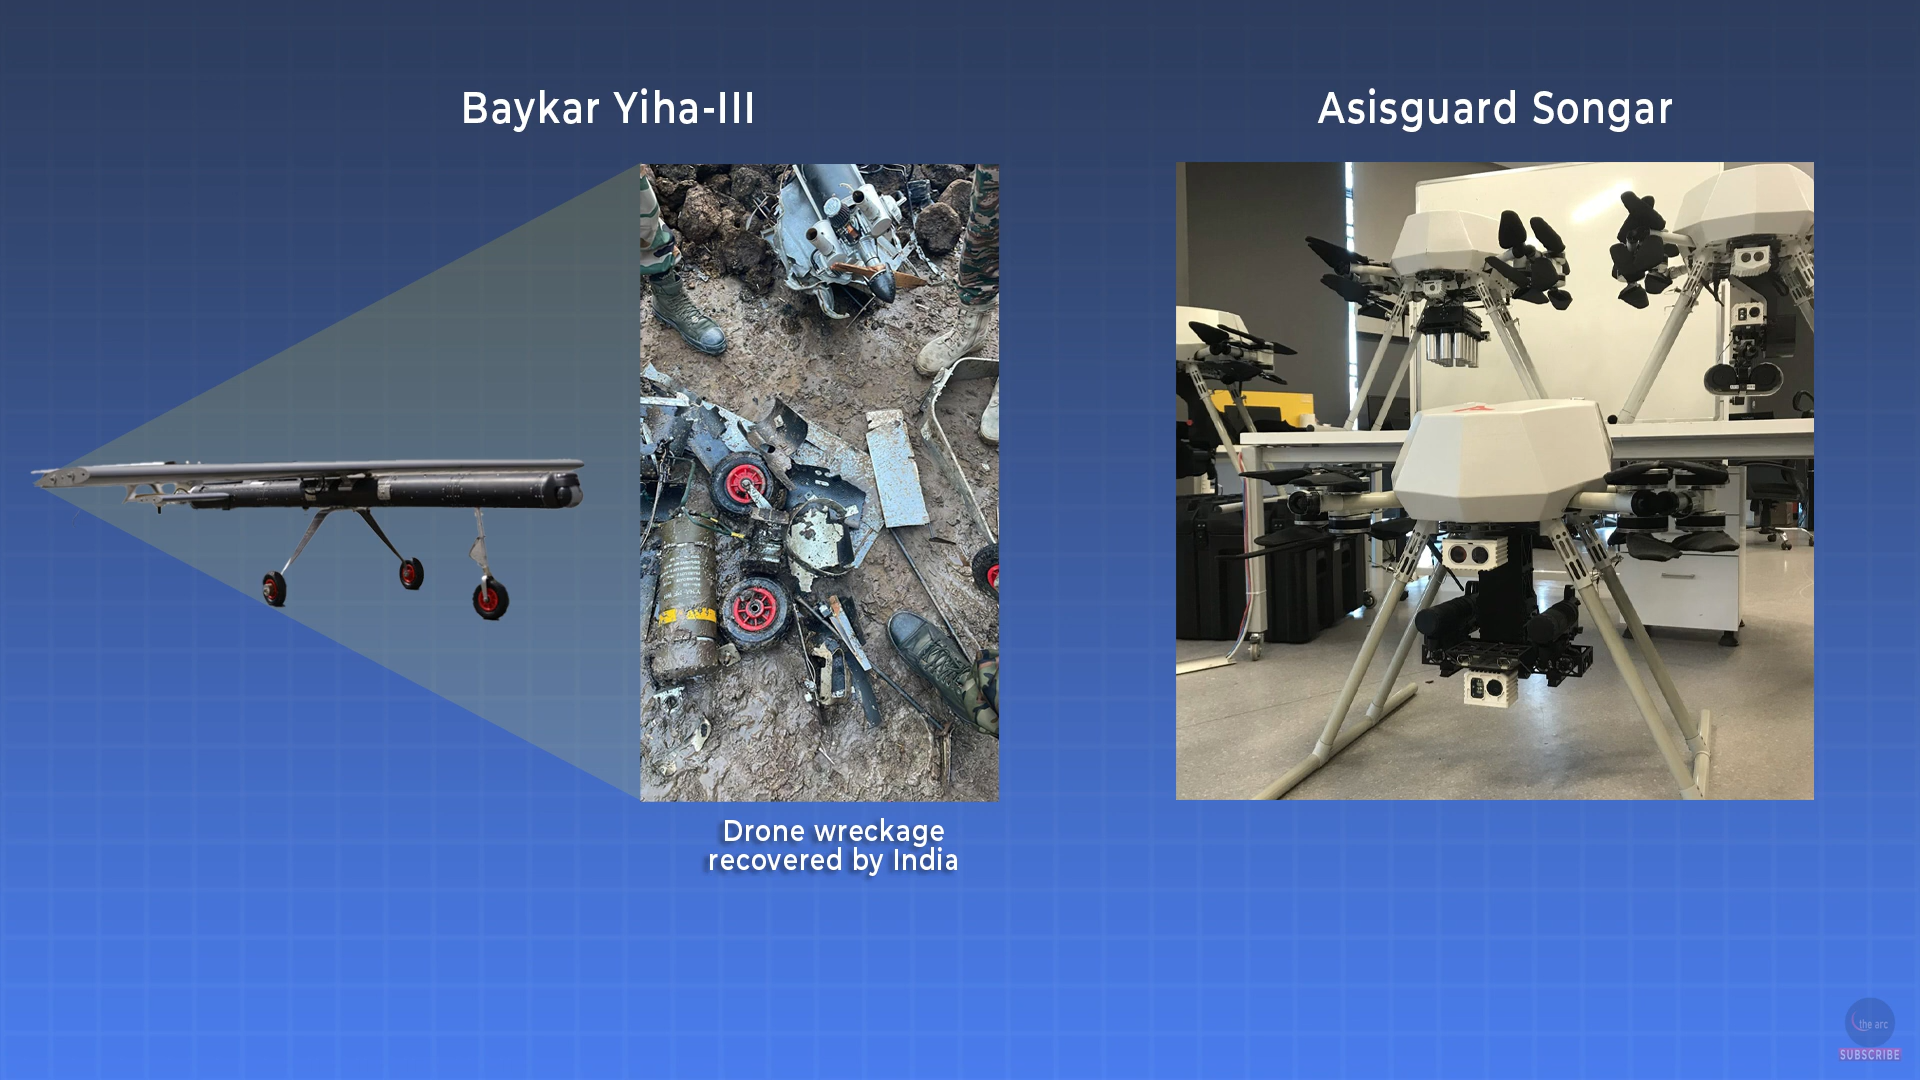 Baykar Yiha-III
Asisguard Songar
Drone wreckage
recovered by India
the arc
SUBSCRIBE